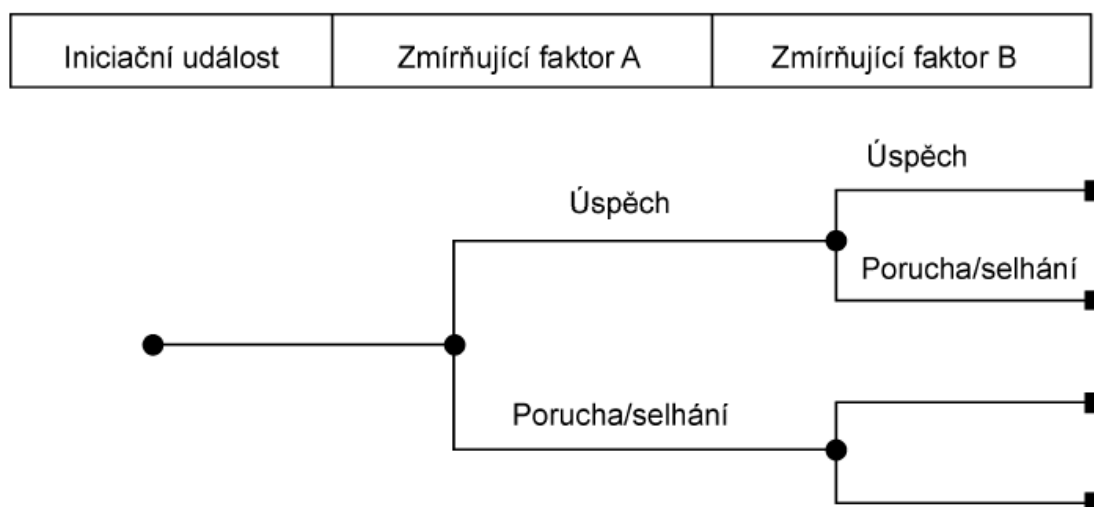 Iniciační událost
Zmírňující faktor A
Zmírňující faktor B
Úspěch
Úspěch
Porucha/selhání
Porucha/selhání